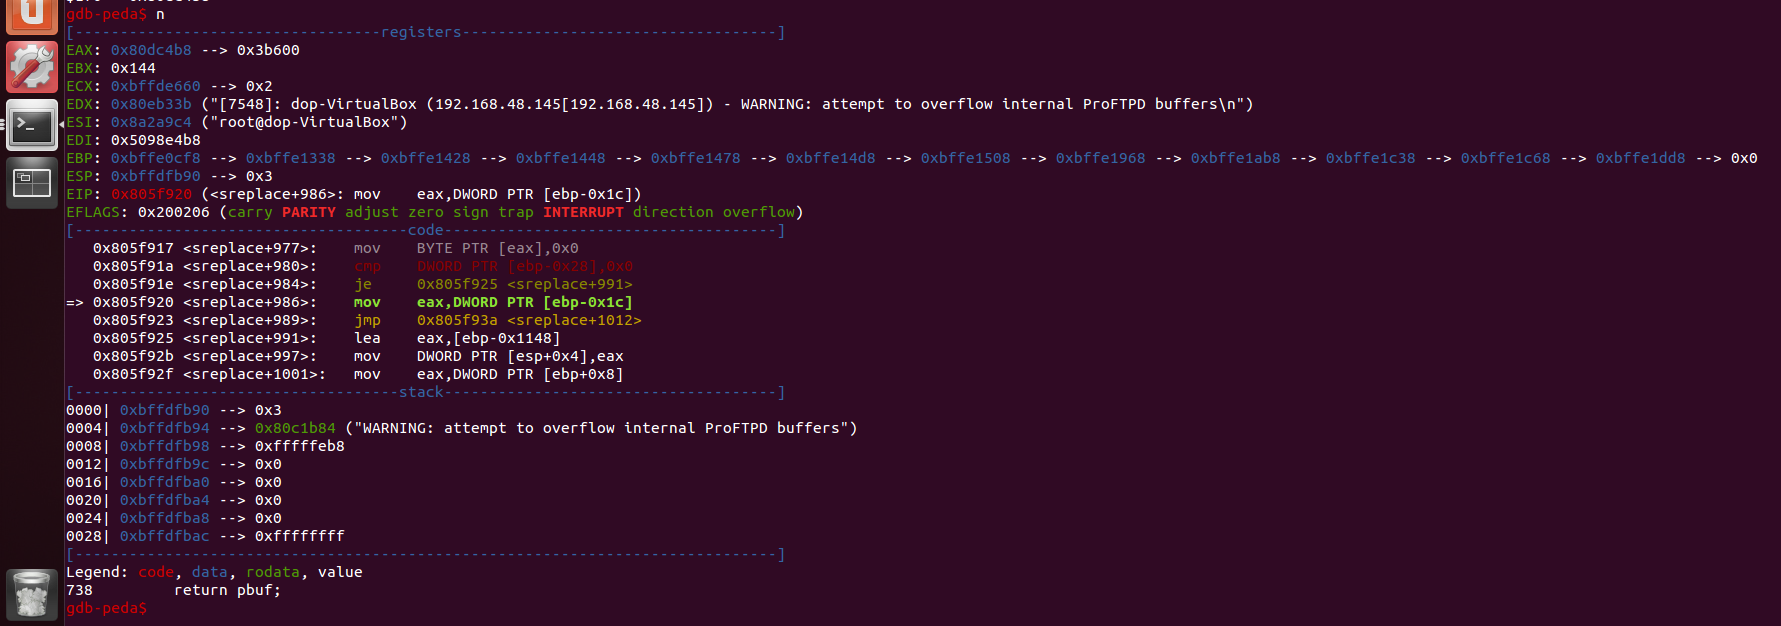 gdb-peda$ n
[----------------------------------registers-----------------------------------]
EAX: 0x80dc4b8 --> 0x3b600
EBX: 0x144
ECX: 0xbffde660 --> 0x2
EDX: 0x80eb33b ("[7548]: dop-VirtualBox (192.168.48.145[192.168.48.145]) - WARNING: attempt to overflow internal ProFTPD buffers\n")
ESI: 0x8a2a9c4 ("root@dop-VirtualBox")
EDI: 0x5098e4b8
EBP: 0xbffe0cf8 --> 0xbffe1338 --> 0xbffe1428 --> 0xbffe1448 --> 0xbffe1478 --> 0xbffe14d8 --> 0xbffe1508 --> 0xbffe1968 --> 0xbffe1ab8 --> 0xbffe1c38 --> 0xbffe1c68 --> 0xbffe1dd8 --> 0x0
ESP: 0xbffdfb90 --> 0x3
EIP: 0x805f920 (<sreplace+986>: mov    eax,DWORD PTR [ebp-0x1c])
EFLAGS: 0x200206 (carry PARITY adjust zero sign trap INTERRUPT direction overflow)
[-------------------------------------code-------------------------------------]
   0x805f917 <sreplace+977>:    mov    BYTE PTR [eax],0x0
   0x805f91a <sreplace+980>:    cmp    DWORD PTR [ebp-0x28],0x0
   0x805f91e <sreplace+984>:    je     0x805f925 <sreplace+991>
=> 0x805f920 <sreplace+986>:    mov    eax,DWORD PTR [ebp-0x1c]
   0x805f923 <sreplace+989>:    jmp    0x805f93a <sreplace+1012>
   0x805f925 <sreplace+991>:    lea    eax,[ebp-0x1148]
   0x805f92b <sreplace+997>:    mov    DWORD PTR [esp+0x4],eax
   0x805f92f <sreplace+1001>:   mov    eax,DWORD PTR [ebp+0x8]
[------------------------------------stack-------------------------------------]
0000| 0xbffdfb90 --> 0x3
0004| 0xbffdfb94 --> 0x80c1b84 ("WARNING: attempt to overflow internal ProFTPD buffers")
0008| 0xbffdfb98 --> 0xfffffeb8
0012| 0xbffdfb9c --> 0x0
0016| 0xbffdfba0 --> 0x0
0020| 0xbffdfba4 --> 0x0
0024| 0xbffdfba8 --> 0x0
0028| 0xbffdfbac --> 0xffffffff
[------------------------------------------------------------------------------]
Legend: code, data, rodata, value
738         return pbuf;
gdb-peda$